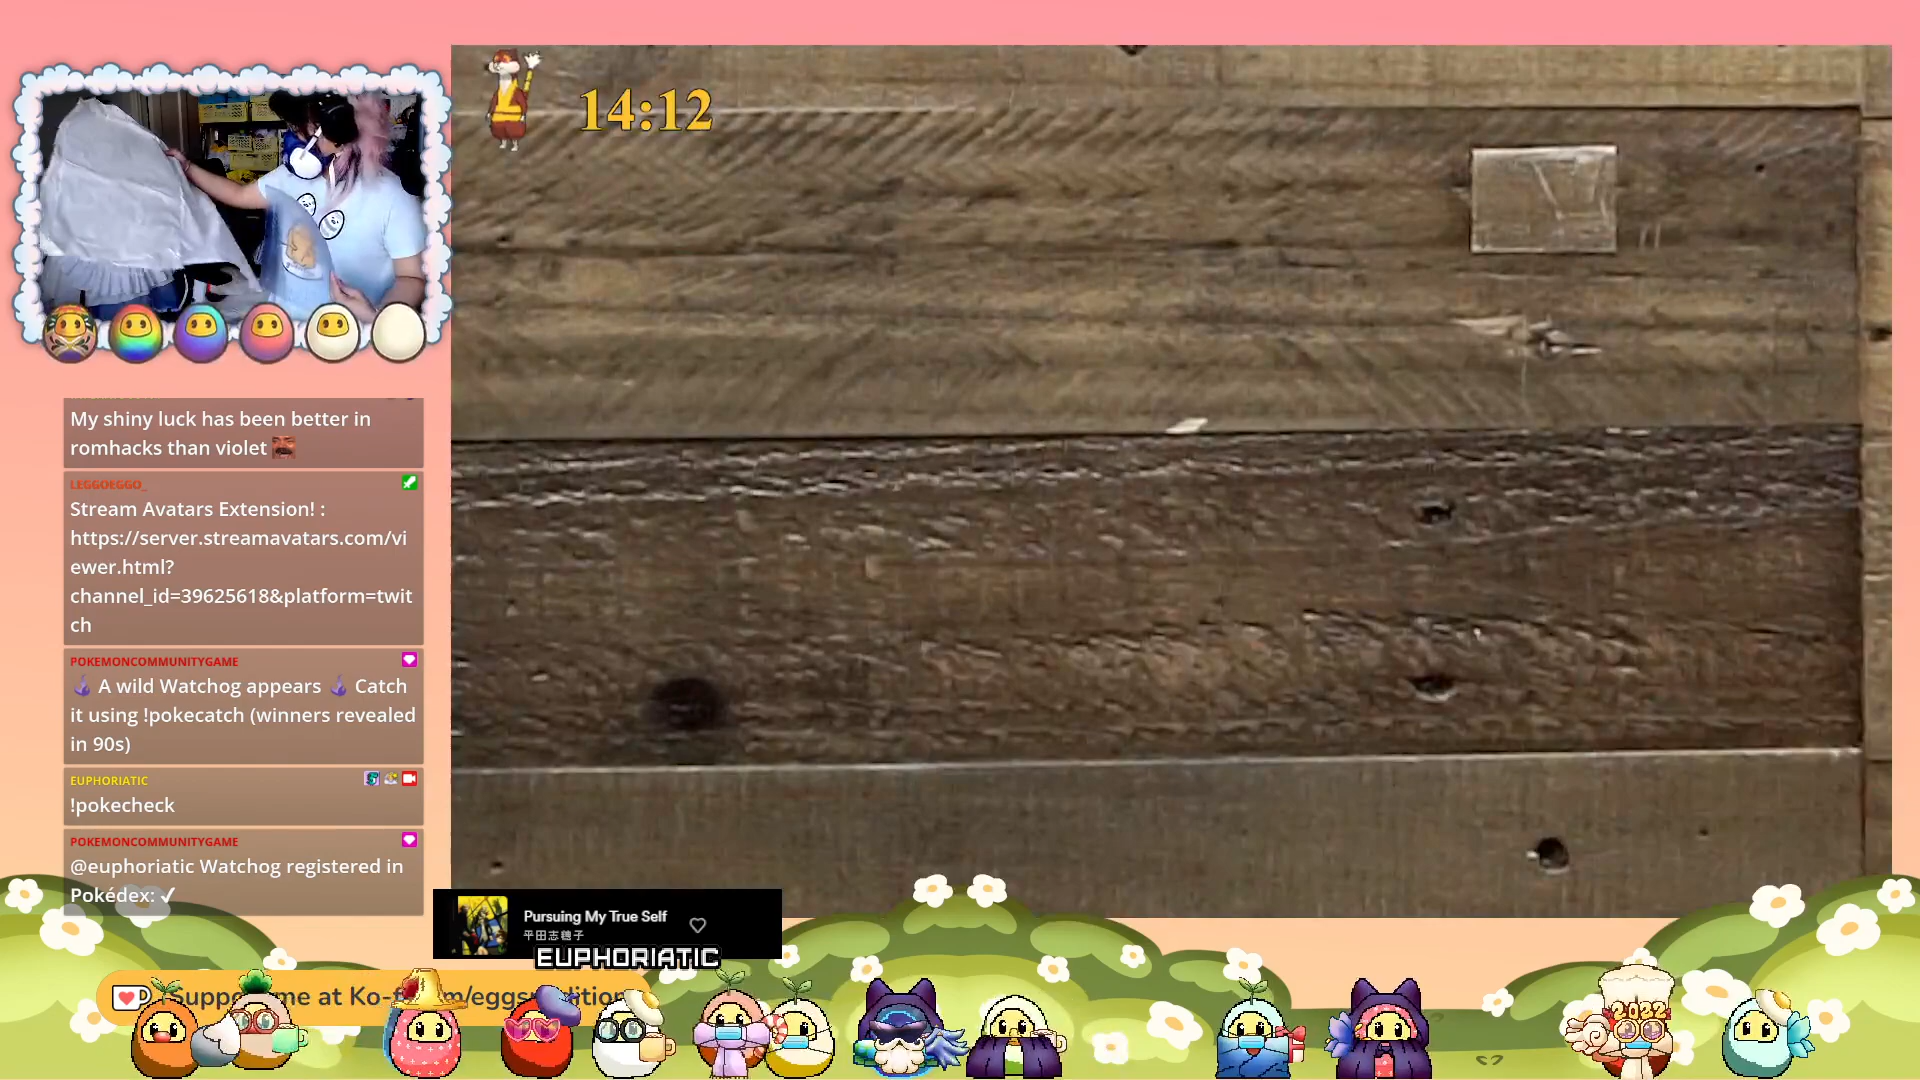 14:12
My shiny luck has been better in
romhacks than violet
LEGGOEGGO_
Stream Avatars Extension! :
https://server.streamavatars.com/vi
ewer.html?
channel_id=39625618&platform=twit
ch
POKEMONCOMMUNITYGAME
A wild Watchog appears Catch
it using !pokecatch (winners revealed
in 90s)
EUPHORIATIC
!pokecheck
POKEMONCOMMUNITYGAME
@euphoriatic Watchog registered in
Pokédex: ✓
Pursuing My True Self
平田志穂子
EUPHORIATIC
me at
2022